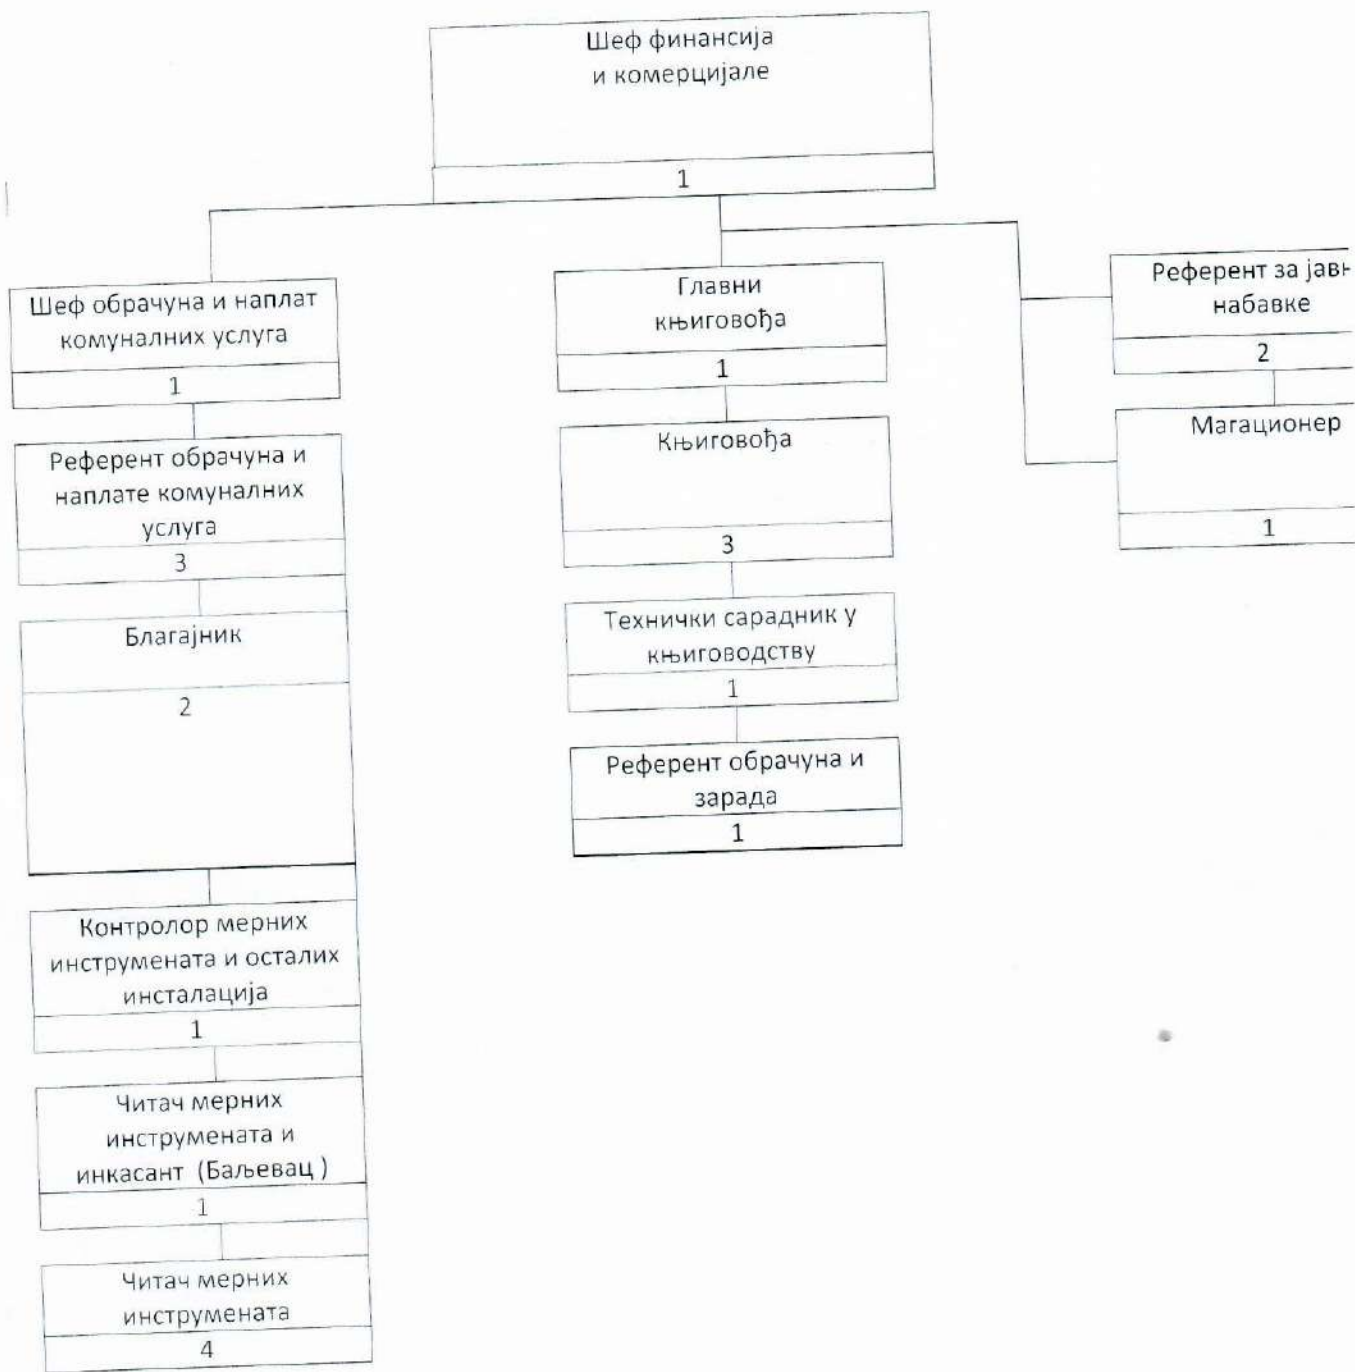 Шеф финансија
и комерцијале
1
Шеф обрачуна и наплат
комуналних услуга
1
Референт обрачуна и
наплате комуналних
услуга
3
Благајник
2
Контролор мерних
инструмената и осталих
инсталација
1
Читач мерних
инструмената и
инкасант (Баљевац )
1
Читач мерних
инструмената
4
Главни
књиговођа
1
Књиговођа
3
Технички сарадник у
књиговодству
1
Референт обрачуна и
зарада
1
Референт за
набавке
2
Магационер
1